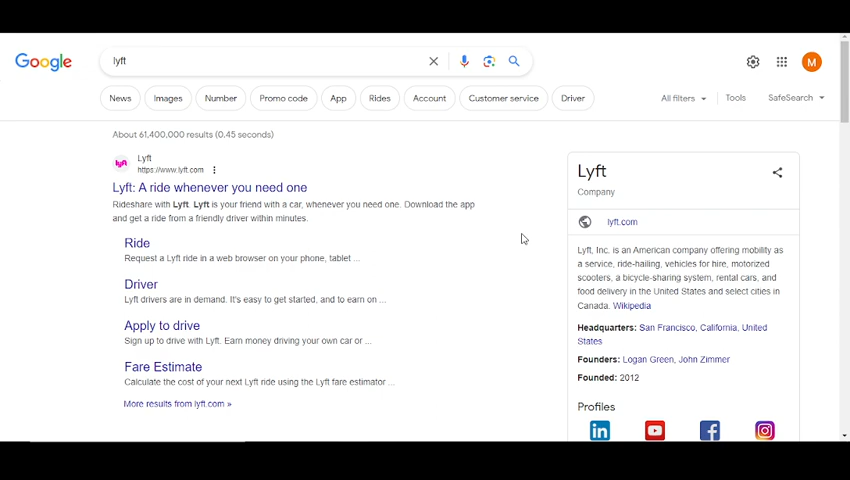 Google
lyft
M
News
Images
Number
Promo code
App
Rides
Account
Customer service
Driver
All filters
Tools
SafeSearch
About 61,400,000 results (0.45 seconds)
lyft
Lyft
https://www.lyft.com
Lyft: A ride whenever you need one
Rideshare with Lyft. Lyft is your friend with a car, whenever you need one. Download the app
and get a ride from a friendly driver within minutes.
Ride
Request a Lyft ride in a web browser on your phone, tablet ...
Driver
Lyft drivers are in demand. It's easy to get started, and to earn on ...
Apply to drive
Sign up to drive with Lyft. Earn money driving your own car or ...
Fare Estimate
Calculate the cost of your next Lyft ride using the Lyft fare estimator ...
More results from lyft.com »
Lyft
Company
lyft.com
Lyft, Inc. is an American company offering mobility as
a service, ride-hailing, vehicles for hire, motorized
scooters, a bicycle-sharing system, rental cars, and
food delivery in the United States and select cities in
Canada. Wikipedia
Headquarters: San Francisco, California, United
States
Founders: Logan Green, John Zimmer
Founded: 2012
Profiles